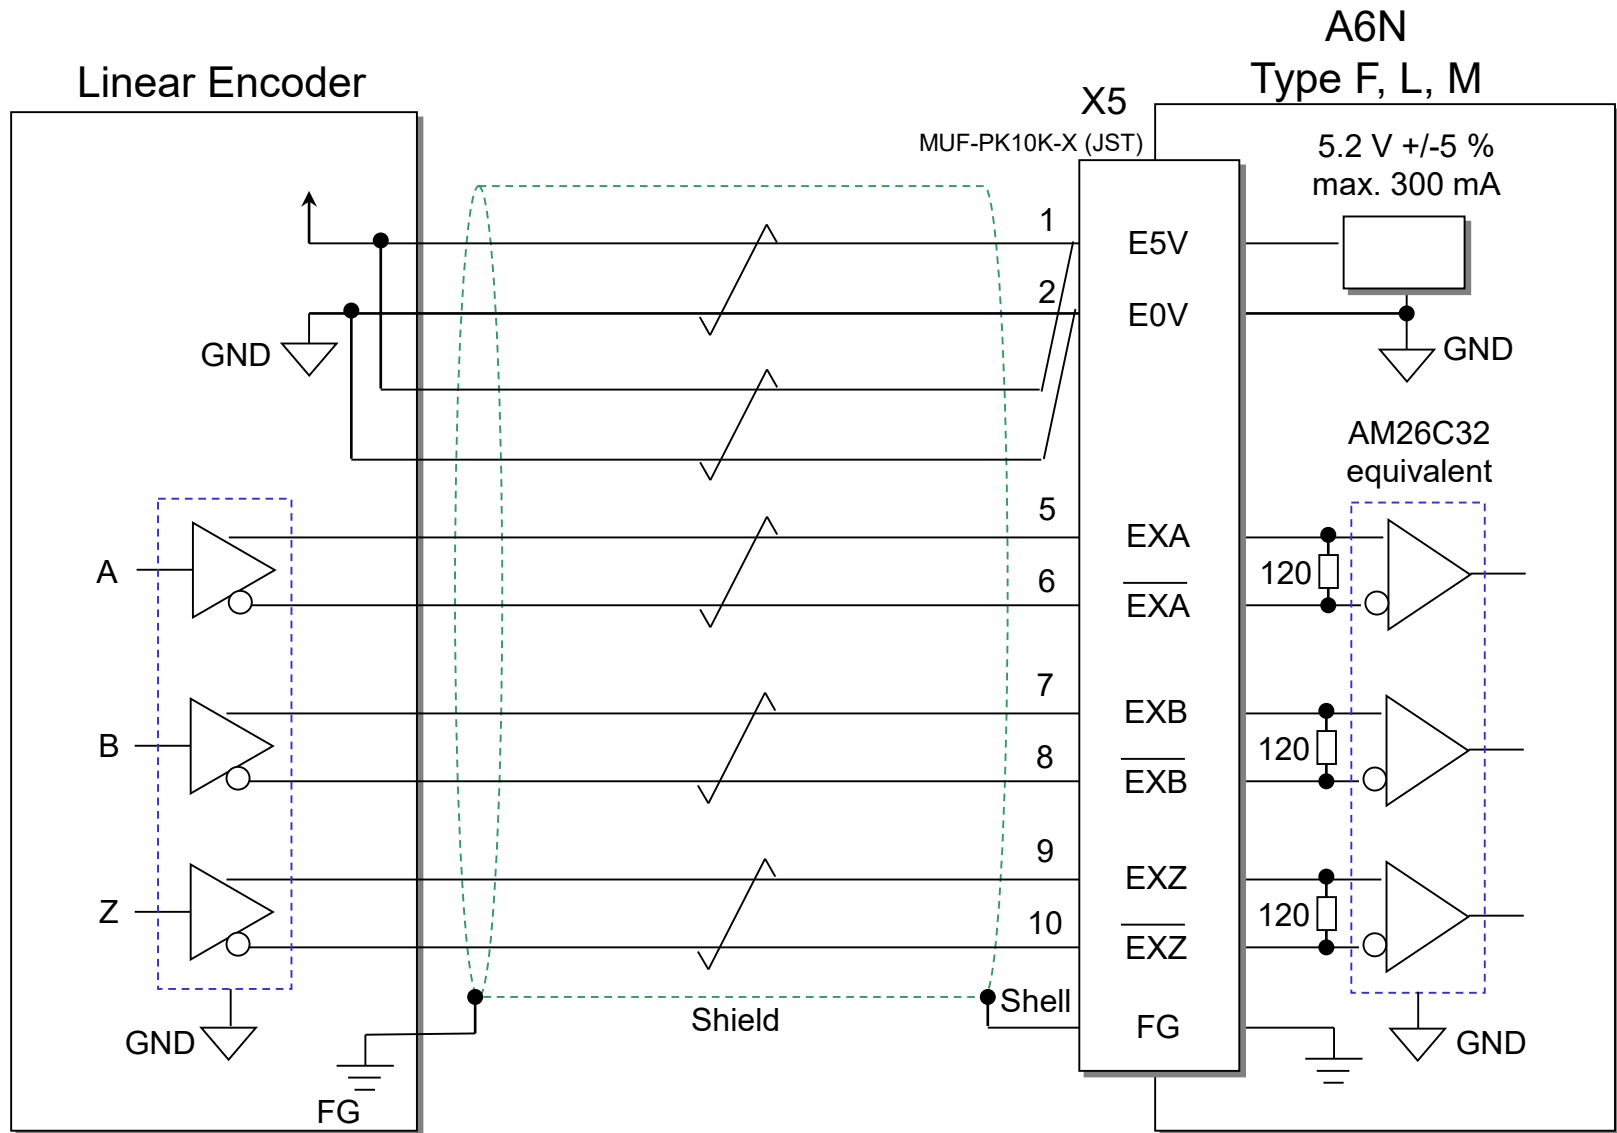 A6N
Type F, L, M
Linear Encoder
X5
MUF-PK10K-X (JST)
5.2 V +/-5 %
max. 300 mA
1
E5V
2
E0V
GND
GND
AM26C32
equivalent
5
EXA
A
6
EXA
120
7
EXB
B
8
EXB
120
9
EXZ
Z
10
EXZ
120
Shell
Shield
FG
GND
GND
FG